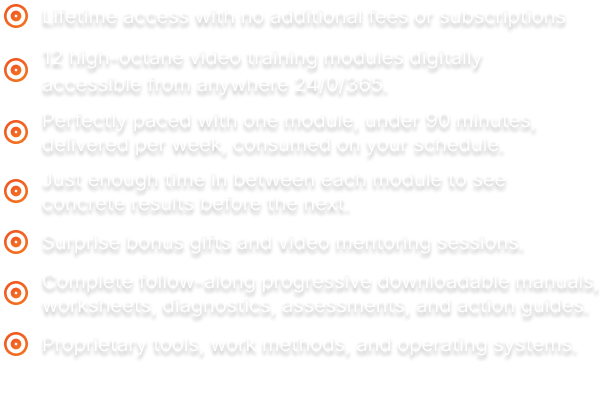 Lifetime access with no additional fees or subscriptions
12 high-octane video training modules digitally
accessible from anywhere 24/0/365.
Perfectly paced with one module, under 90 minutes,
delivered per week, consumed on your schedule.
Just enough time in between each module to see
concrete results before the next.
Surprise bonus gifts and video mentoring sessions.
Complete follow-along progressive downloadable manuals,
worksheets, diagnostics, assessments, and action guides.
Proprietary tools, work methods, and operating systems.